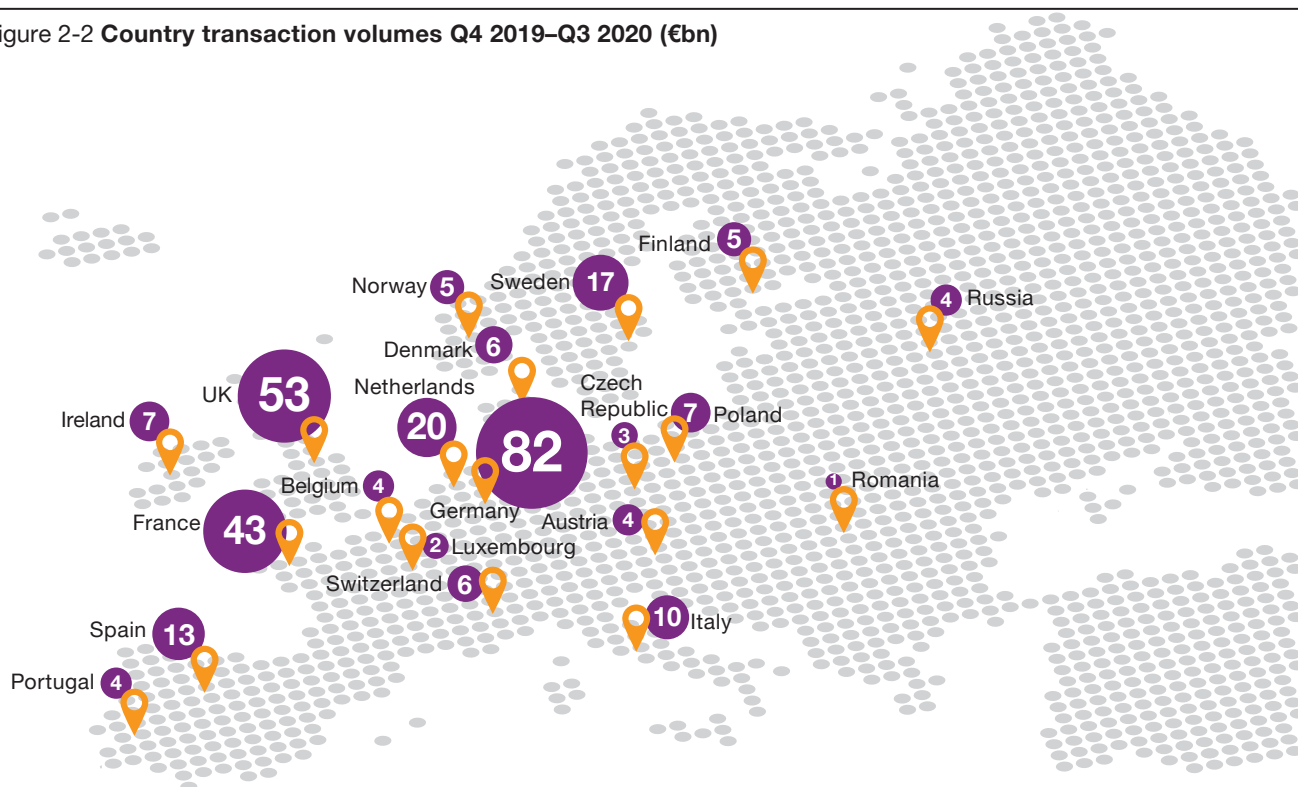 igure 2-2 Country transaction volumes Q4 2019–Q3 2020 (€bn)
Finland 5
Norway 5
Sweden 17
4 Russia
Denmark 6
UK 53
Netherlands
20
Czech
Republic
3
7 Poland
Ireland 7
82
Germany
Belgium 4
1 Romania
France 43
Austria 4
2 Luxembourg
Switzerland 6
10 Italy
Spain 13
Portugal 4